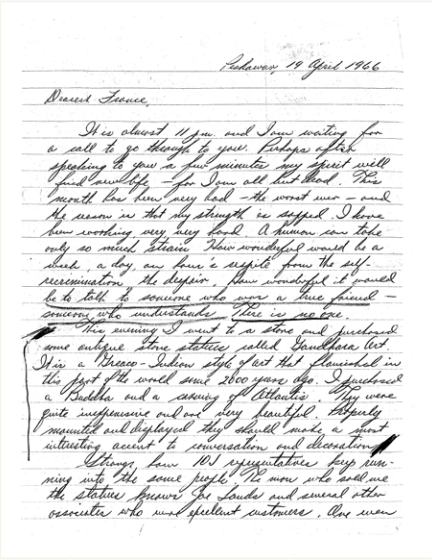 Peshawar, 19 April 1966
Dearest France,
It is almost 11 p.m. and I am waiting for
a call to go through to you. Perhaps after
speaking to you a few minutes my spirit will
find new life – for I am all but dead. This
month has been very bad – the worst ever – and
the reason is that my strength is sapped. I have
been working very, very hard. A human can take
only so much strain. How wonderful would be a
week, a day, an hour's respite from the self-
recrimination, the despair. How wonderful it would
be to talk to someone who was a true friend –
someone who understands. There is no one.
This evening I went to a store and purchased
some antique stone statues called Gandhara Art.
It is a Greaco-Indian style of art that flourished in
this part of the world some 2000 years ago. I purchased
a Buddha and a carving of Atlantis. They were
quite inexpensive and are very beautiful. Properly
mounted and displayed they should make a most
interesting accent to conversation and decoration.
Strange how IOS representatives keep run-
ning into the same people. The man who sold me
the statues knows Joe Landis and several other
associates who were excellent customers. One even